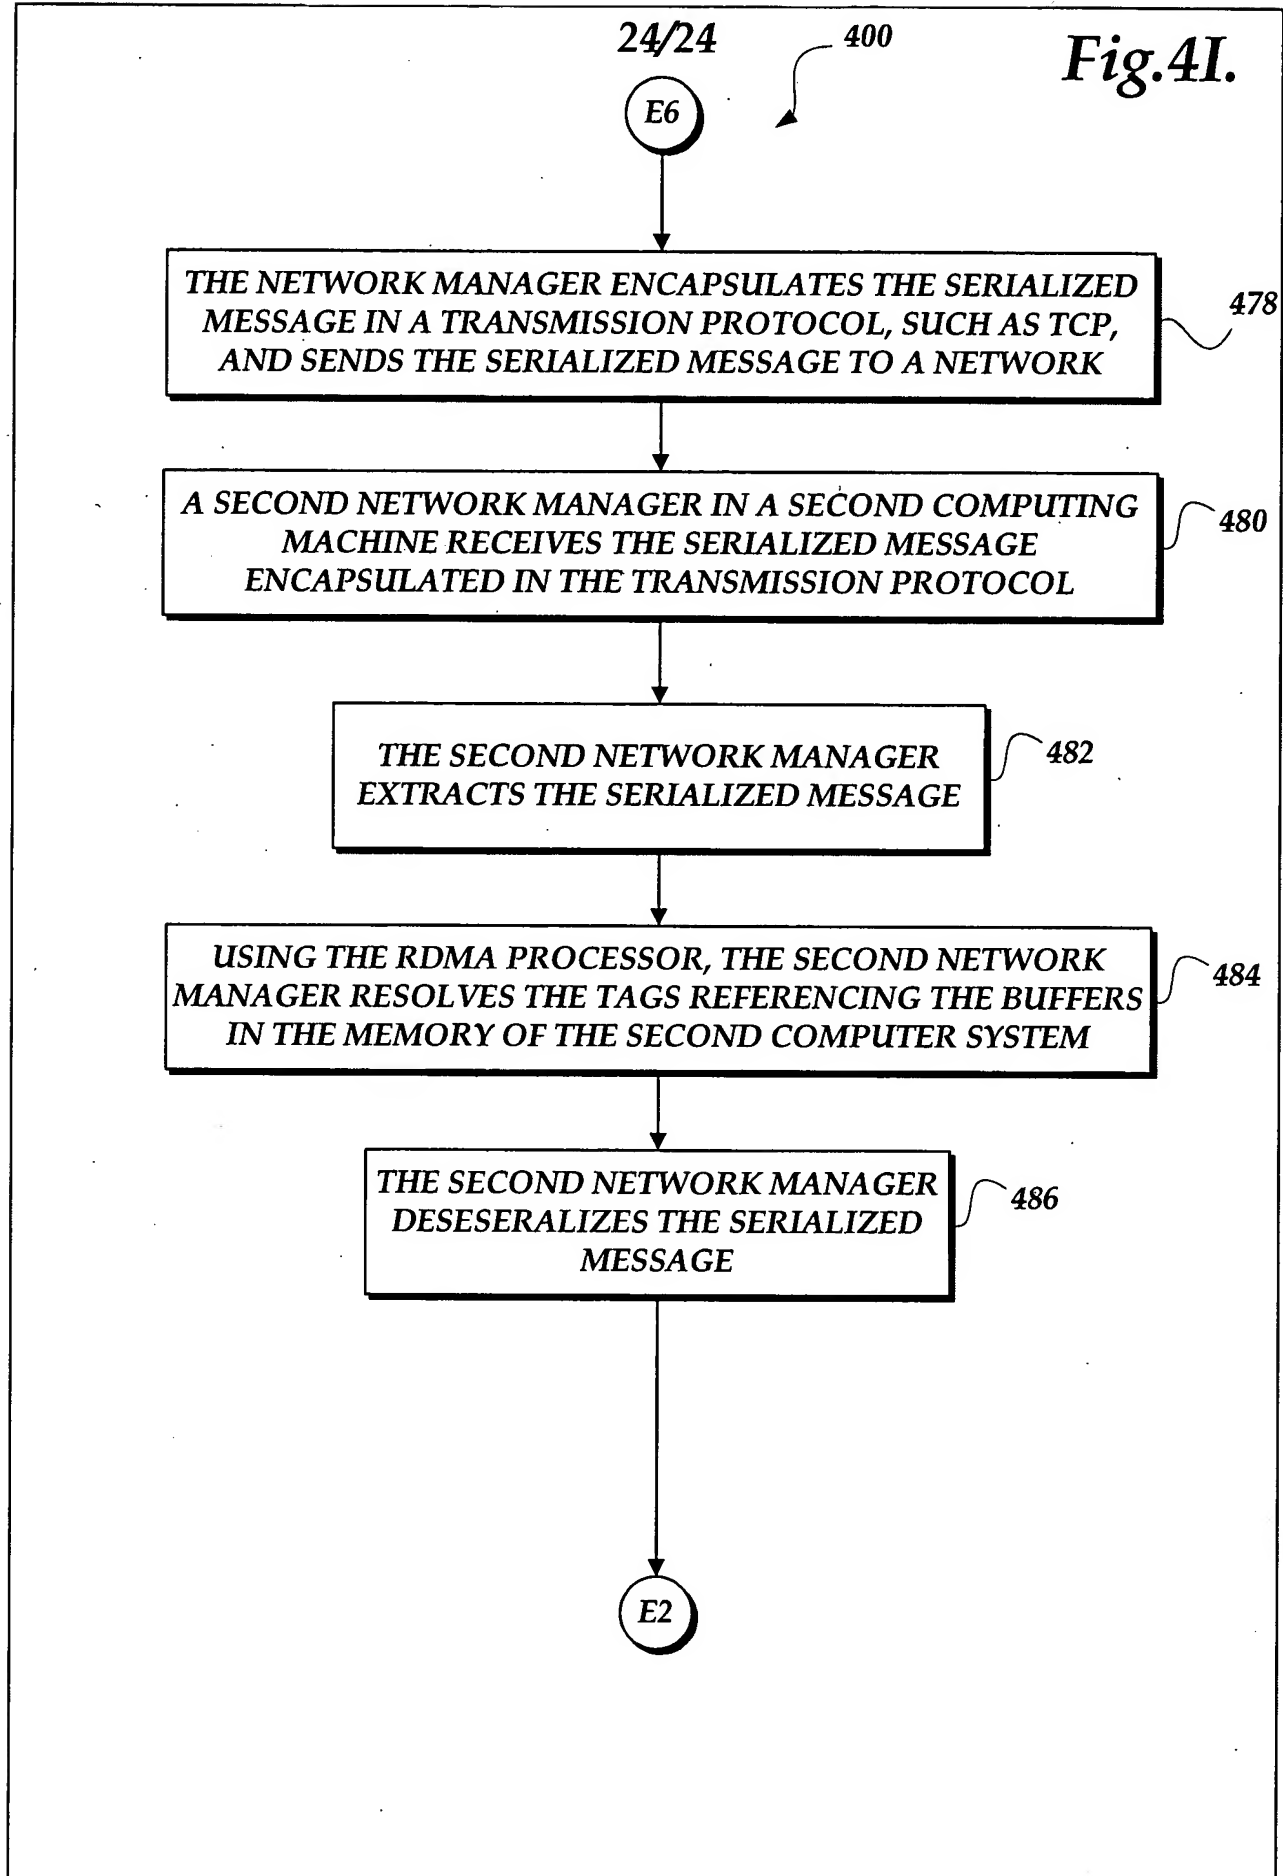 24/24
400
Fig.4I.
E6
THE NETWORK MANAGER ENCAPSULATES THE SERIALIZED
MESSAGE IN A TRANSMISSION PROTOCOL, SUCH AS TCP,
AND SENDS THE SERIALIZED MESSAGE TO A NETWORK
478
A SECOND NETWORK MANAGER IN A SECOND COMPUTING
MACHINE RECEIVES THE SERIALIZED MESSAGE
ENCAPSULATED IN THE TRANSMISSION PROTOCOL
480
THE SECOND NETWORK MANAGER
EXTRACTS THE SERIALIZED MESSAGE
482
USING THE RDMA PROCESSOR, THE SECOND NETWORK
MANAGER RESOLVES THE TAGS REFERENCING THE BUFFERS
IN THE MEMORY OF THE SECOND COMPUTER SYSTEM
484
THE SECOND NETWORK MANAGER
DESESERALIZES THE SERIALIZED
MESSAGE
486
E2